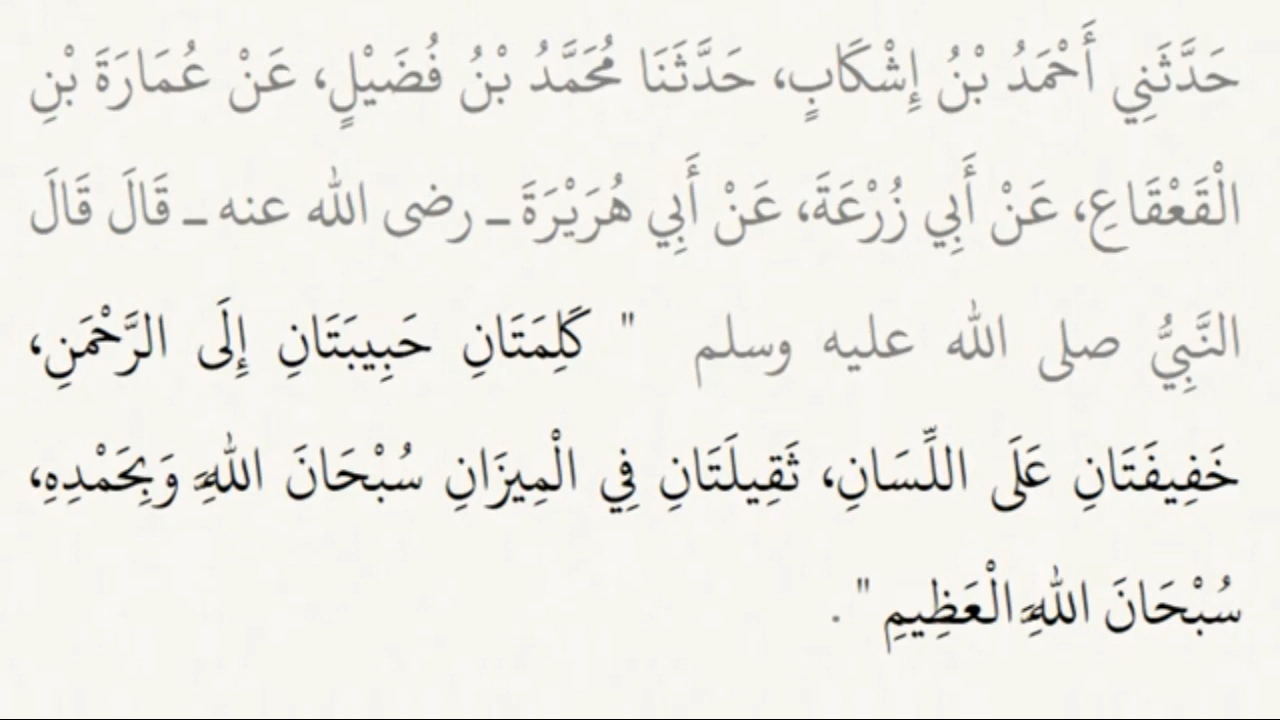 حَدَّثَنِي أَحْمَدُ بْنُ إِشْكَابٍ، حَدَّثَنَا مُحَمَّدُ بْنُ فُضَيْلٍ، عَنْ عُمَارَةَ بْنِ
الْقَعْقَاعِ، عَنْ أَبِي زُرْعَةَ، عَنْ أَبِي هُرَيْرَةَ ـ رضى الله عنه ـ قَالَ قَالَ
النَّبِيُّ صلى الله عليه وسلم " كَلِمَتَانِ حَبِيبَتَانِ إِلَى الرَّحْمَنِ،
خَفِيفَتَانِ عَلَى اللِّسَانِ، ثَقِيلَتَانِ فِي الْمِيزَانِ سُبْحَانَ اللَّهِ وَبِحَمْدِهِ،
سُبْحَانَ اللَّهِ الْعَظِيمِ " .